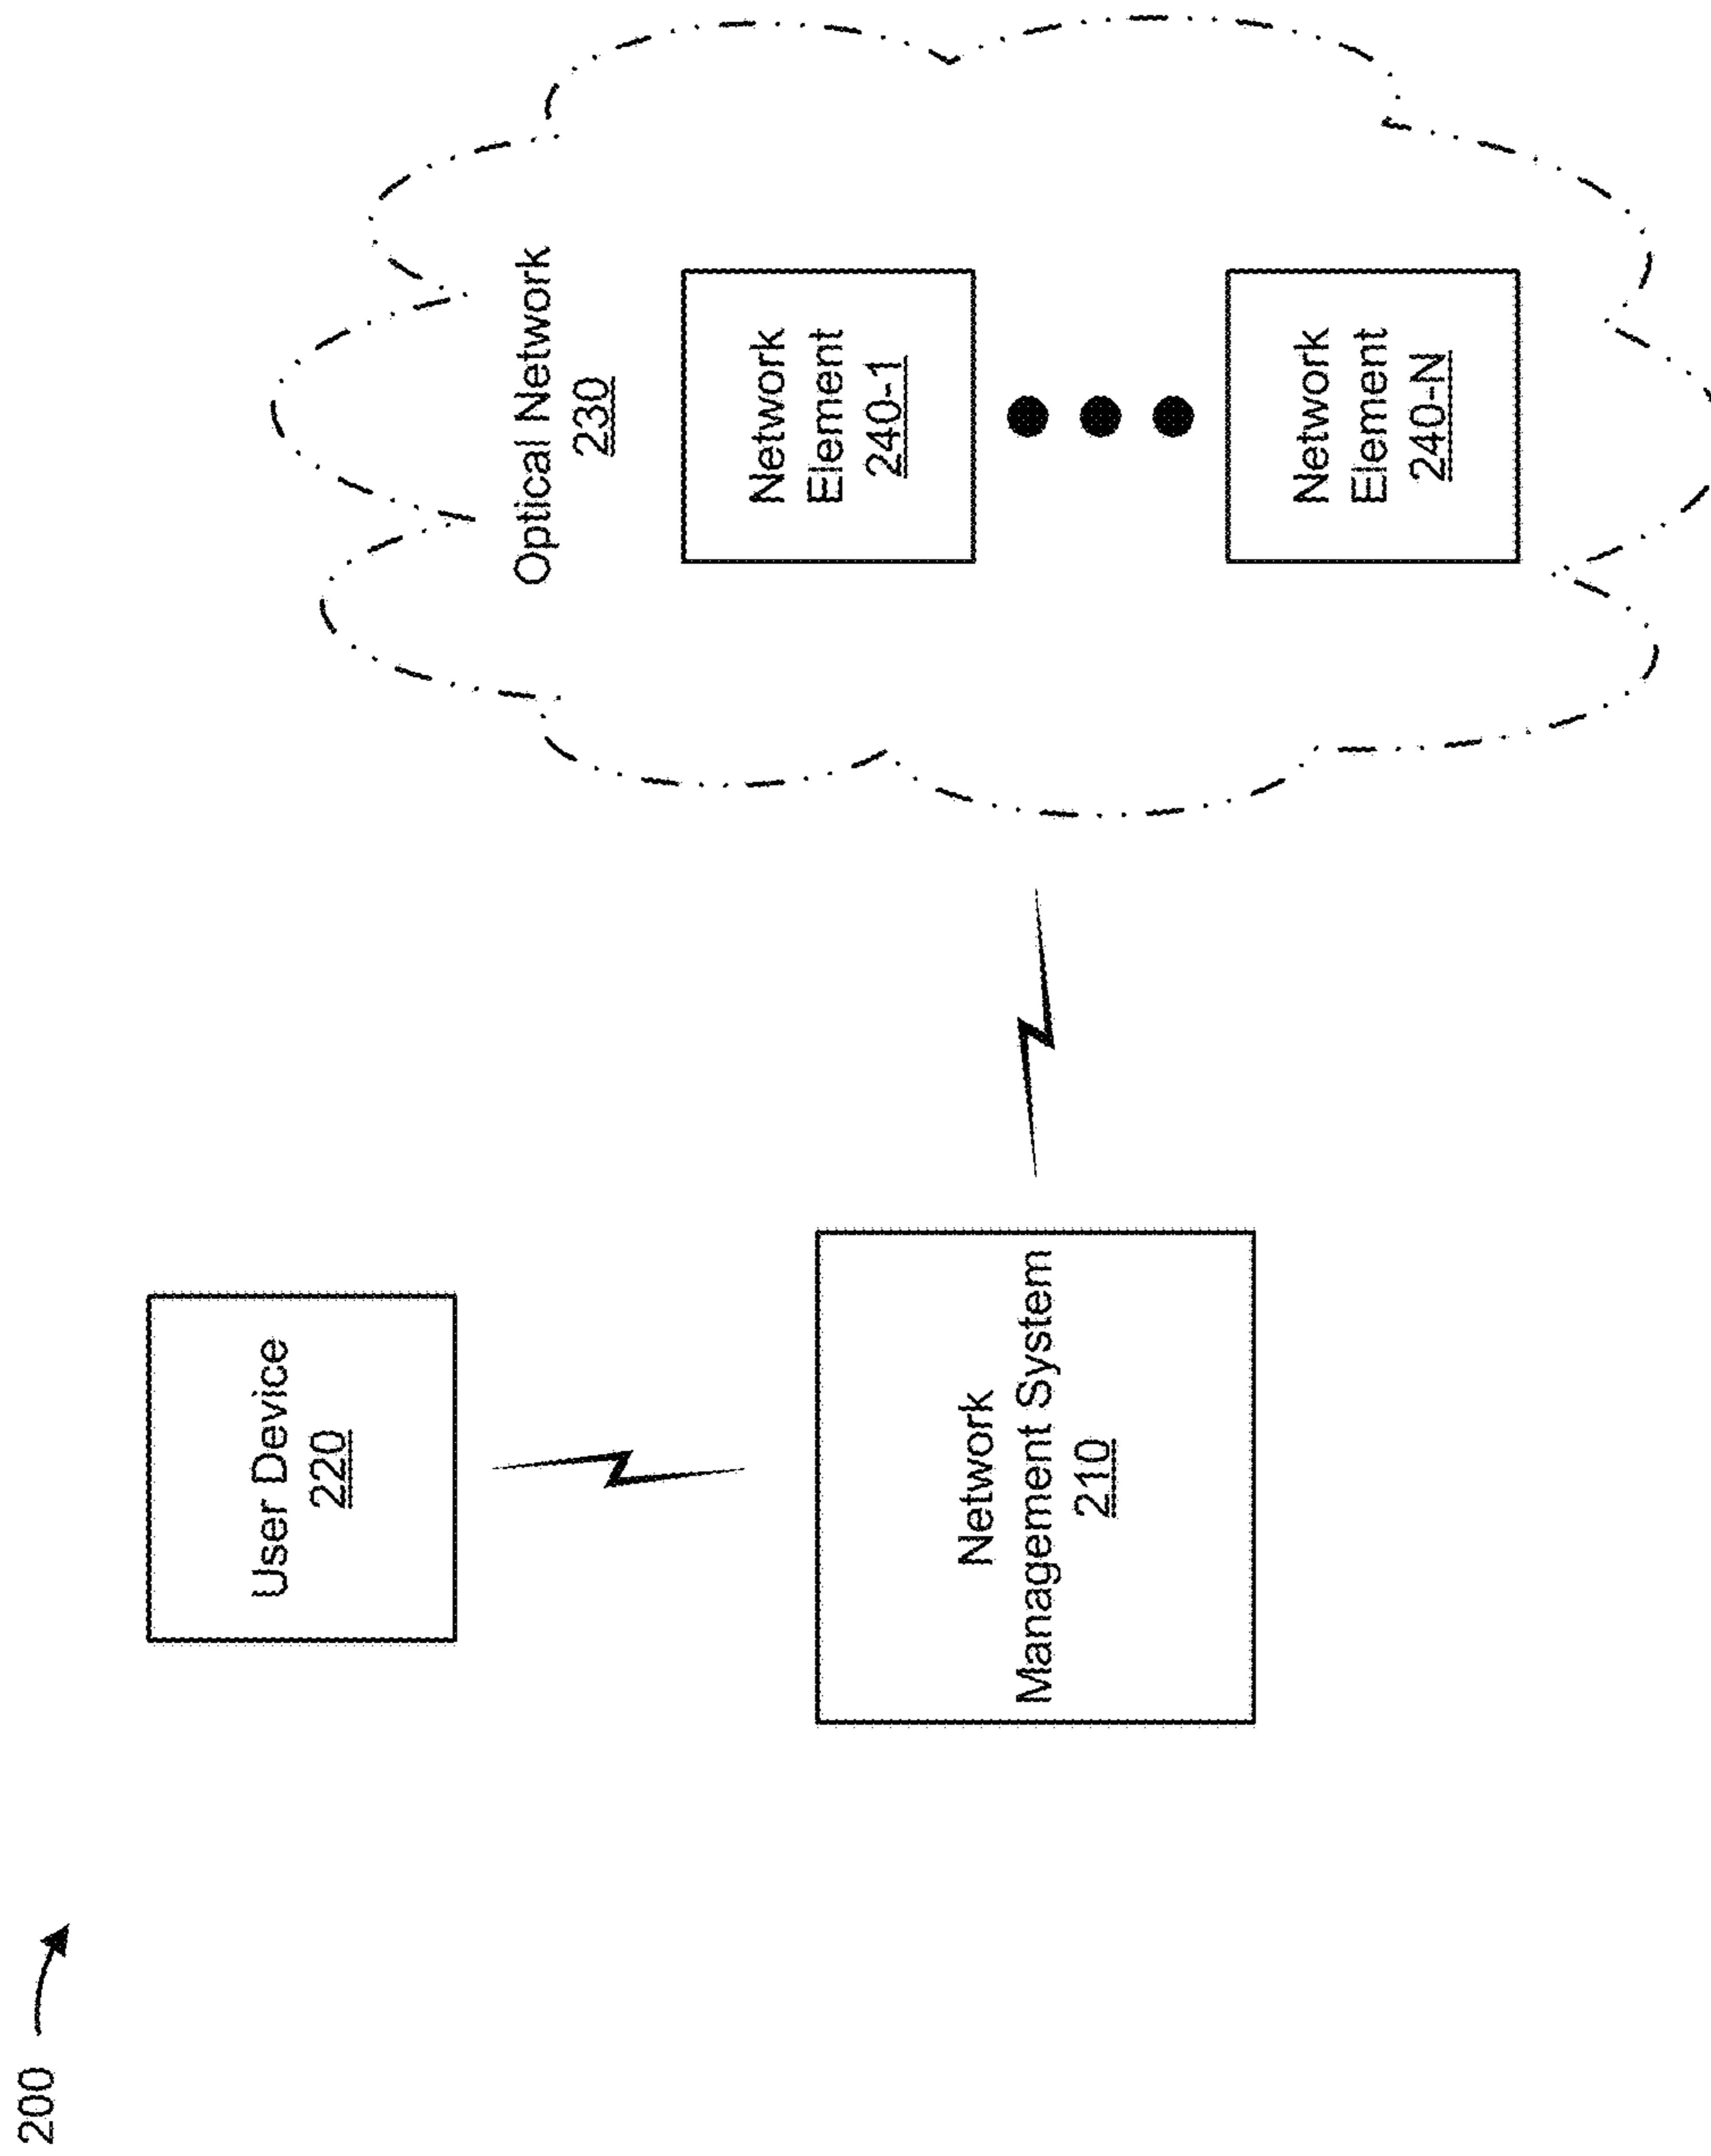 200
User Device
220
Network
Management System
210
Optical Network
230
Network
Element
240-1
Network
Element
240-N